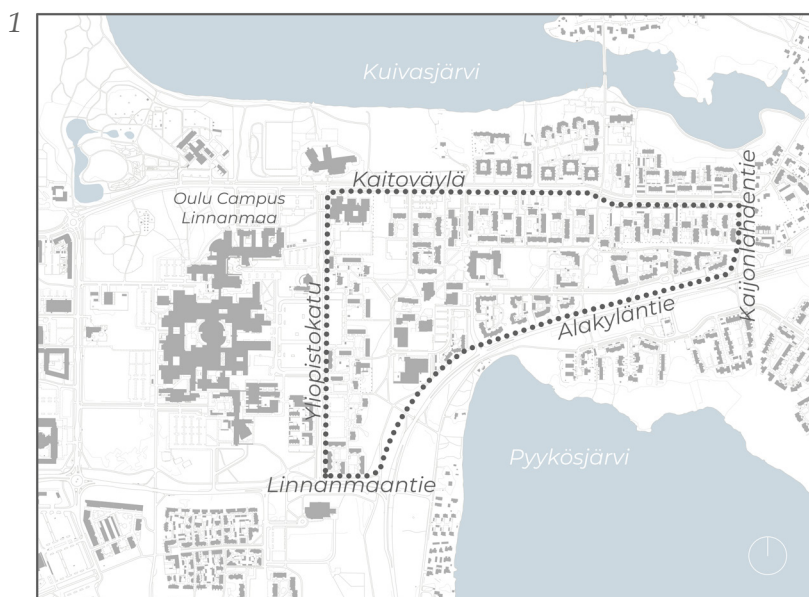 1
Kuivasjärvi
Kaitoväylä
Oulu Campus
Linnanmaa
Kaijonlahdentie
Yliopistokatu
Alakyläntie
Pyykösjärvi
Linnanmaantie